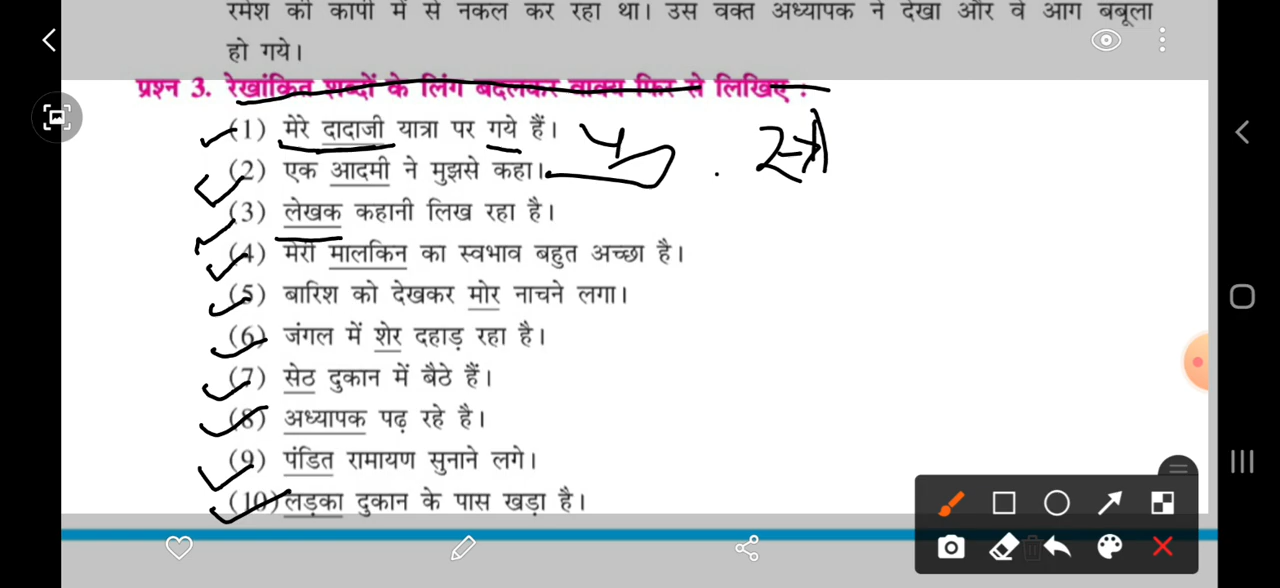 रमेश की कापी में से नकल कर रहा था। उस वक्त अध्यापक ने देखा और वे आग बबूला
हो गये।
प्रश्न 3. रेखांकित शब्दों के लिंग बदलकर वाक्य फिर से लिखिए :
(1) मेरे दादाजी यात्रा पर गये हैं।
(2) एक आदमी ने मुझसे कहा।
(3) लेखक कहानी लिख रहा है।
(4) मेरी मालकिन का स्वभाव बहुत अच्छा है।
(5) बारिश को देखकर मोर नाचने लगा।
(6) जंगल में शेर दहाड़ रहा है।
(7) सेठ दुकान में बैठे हैं।
(8) अध्यापक पढ़ रहे है।
(9) पंडित रामायण सुनाने लगे।
(10) लड़का दुकान के पास खड़ा है।